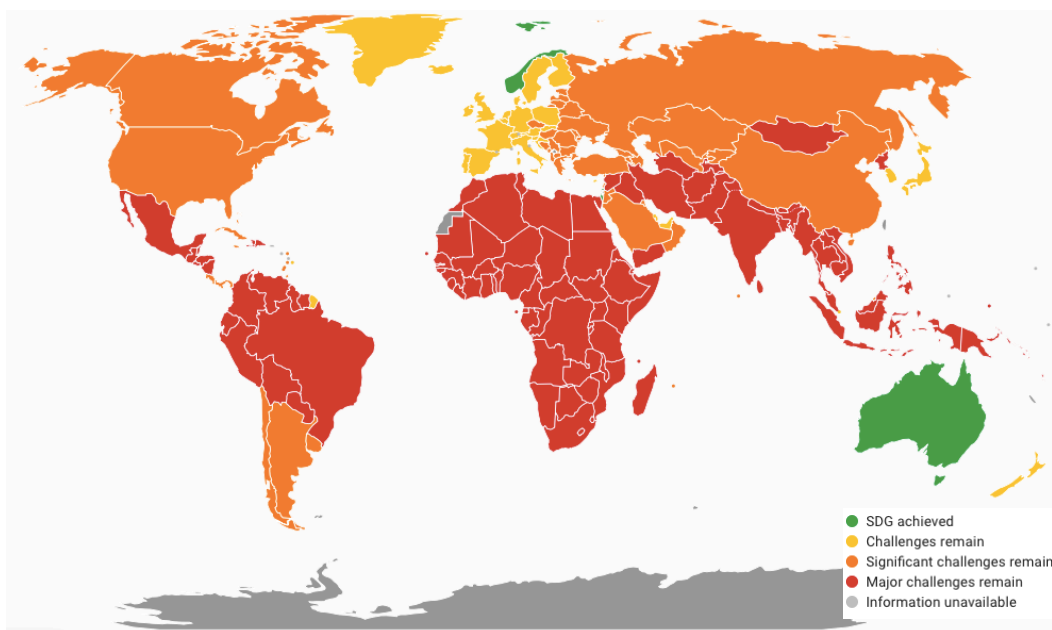 SDG achieved
Challenges remain
Significant challenges remain
Major challenges remain
Information unavailable